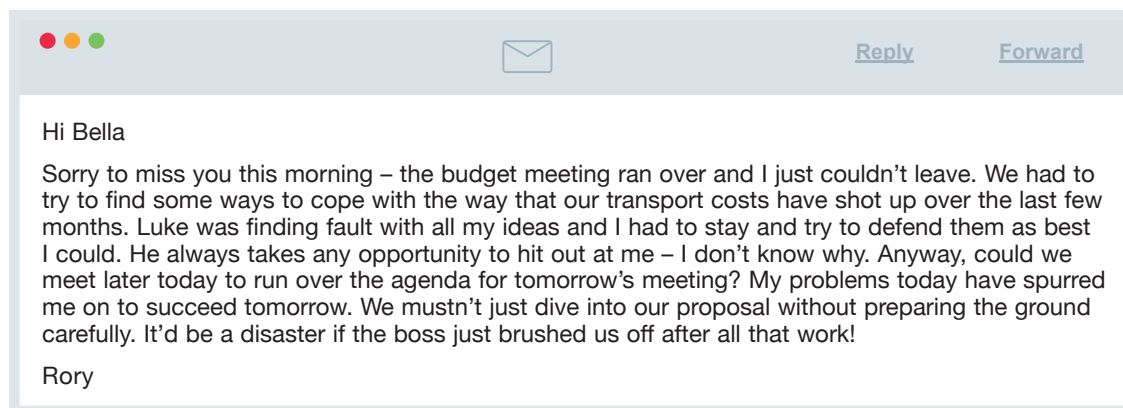 Reply Forward
Hi Bella
Sorry to miss you this morning – the budget meeting ran over and I just couldn’t leave. We had to
try to find some ways to cope with the way that our transport costs have shot up over the last few
months. Luke was finding fault with all my ideas and I had to stay and try to defend them as best
I could. He always takes any opportunity to hit out at me – I don’t know why. Anyway, could we
meet later today to run over the agenda for tomorrow’s meeting? My problems today have spurred
me on to succeed tomorrow. We mustn’t just dive into our proposal without preparing the ground
carefully. It’d be a disaster if the boss just brushed us off after all that work!
Rory